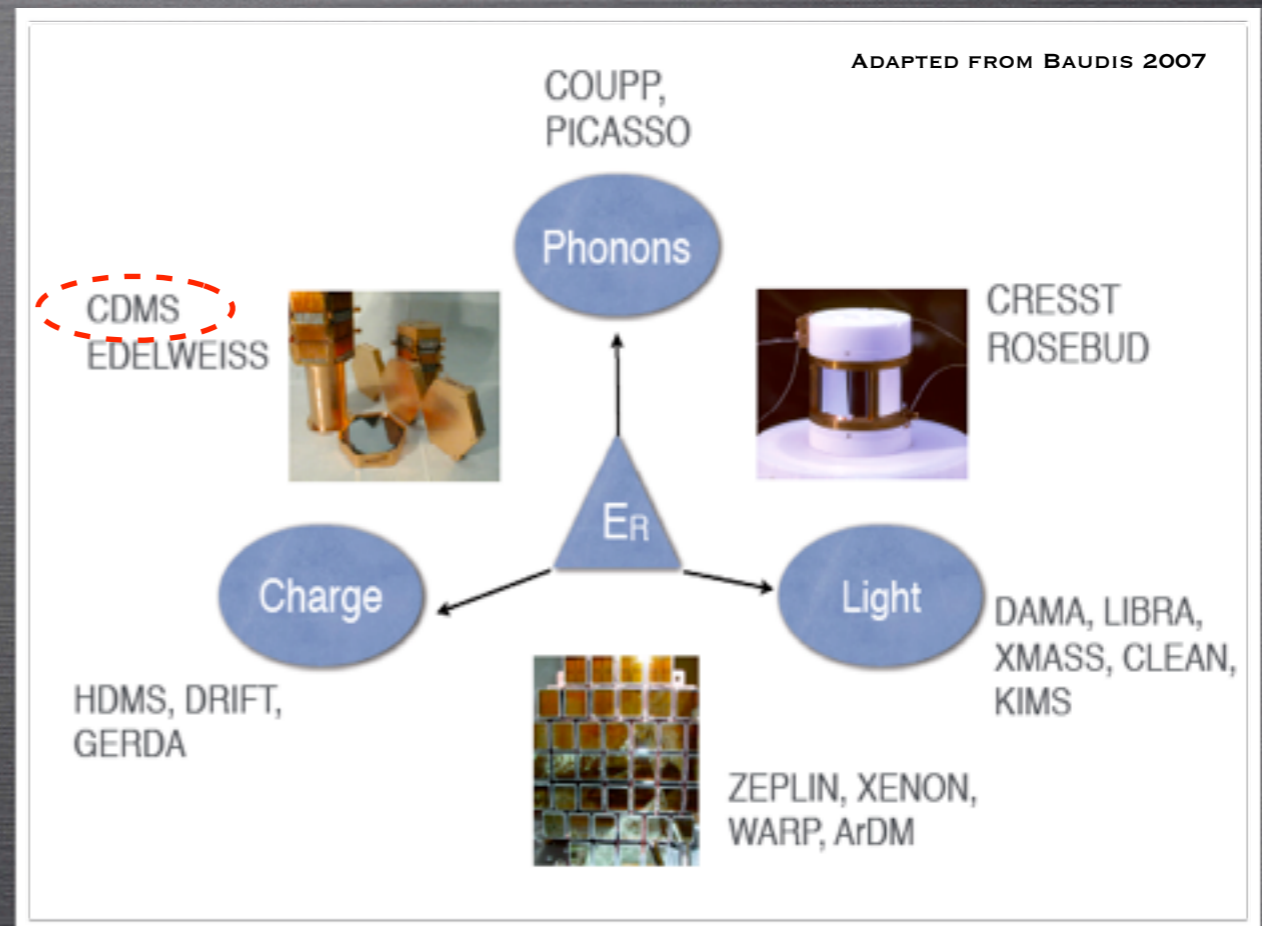 ADAPTED FROM BAUDIS 2007
COUPP,
PICASSO
Phonons
CDMS
EDELWEISS
CRESST
ROSEBUD
ER
Charge
Light
HDMS, DRIFT,
GERDA
DAMA, LIBRA,
XMASS, CLEAN,
KIMS
ZEPLIN, XENON,
WARP, ArDM